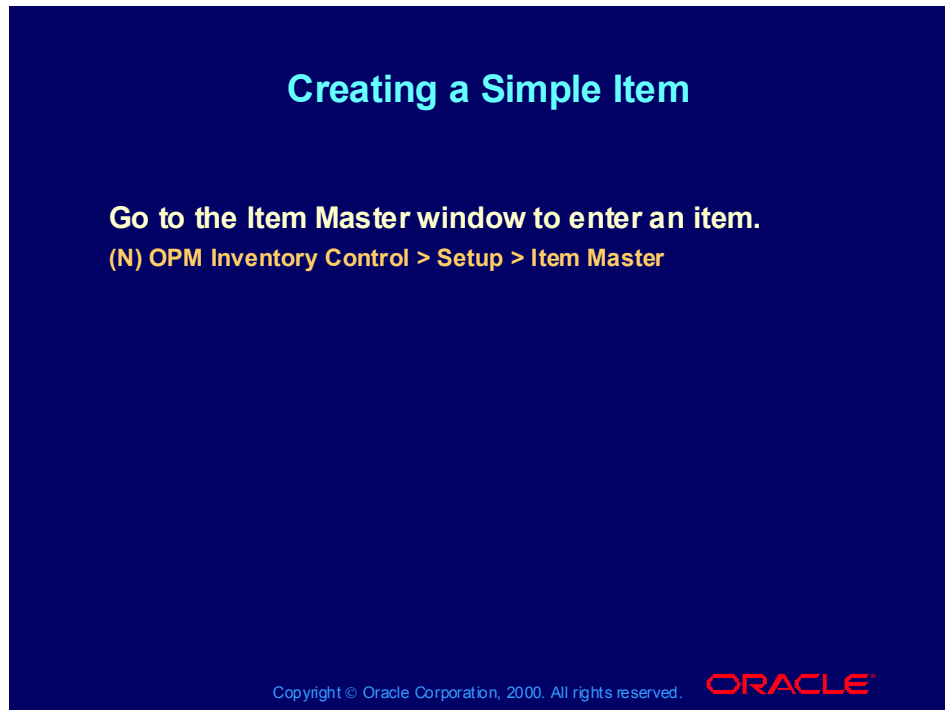 Creating a Simple Item
Go to the Item Master window to enter an item.
(N) OPM Inventory Control > Setup > Item Master
Copyright © Oracle Corporation, 2000. All rights reserved.
ORACLE®